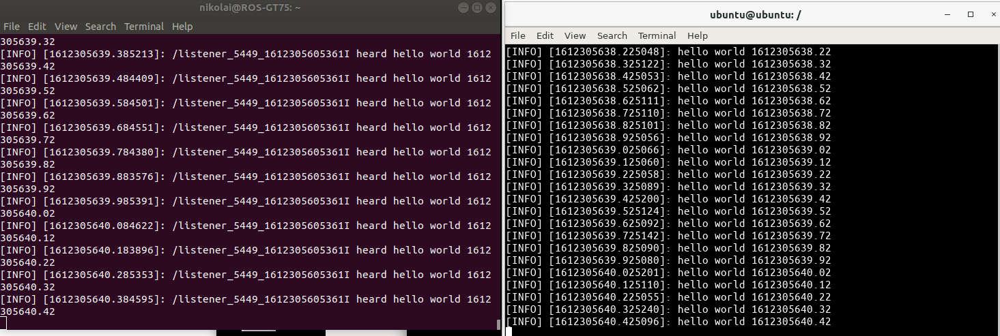 nikolai@ROS-GT75: ~
File Edit View Search Terminal Help
305639.32
[INFO] [1612305639.385213]: /listener_5449_1612305605361I heard hello world 1612
305639.42
[INFO] [1612305639.484409]: /listener_5449_1612305605361I heard hello world 1612
305639.52
[INFO] [1612305639.584501]: /listener_5449_1612305605361I heard hello world 1612
305639.62
[INFO] [1612305639.684551]: /listener_5449_1612305605361I heard hello world 1612
305639.72
[INFO] [1612305639.784380]: /listener_5449_1612305605361I heard hello world 1612
305639.82
[INFO] [1612305639.883576]: /listener_5449_1612305605361I heard hello world 1612
305639.92
[INFO] [1612305639.985391]: /listener_5449_1612305605361I heard hello world 1612
305640.02
[INFO] [1612305640.084622]: /listener_5449_1612305605361I heard hello world 1612
305640.12
[INFO] [1612305640.183896]: /listener_5449_1612305605361I heard hello world 1612
305640.22
[INFO] [1612305640.285353]: /listener_5449_1612305605361I heard hello world 1612
305640.32
[INFO] [1612305640.384595]: /listener_5449_1612305605361I heard hello world 1612
305640.42
ubuntu@ubuntu: /
File Edit View Search Terminal Help
[INFO] [1612305638.225048]: hello world 1612305638.22
[INFO] [1612305638.325122]: hello world 1612305638.32
[INFO] [1612305638.425053]: hello world 1612305638.42
[INFO] [1612305638.525062]: hello world 1612305638.52
[INFO] [1612305638.625111]: hello world 1612305638.62
[INFO] [1612305638.725110]: hello world 1612305638.72
[INFO] [1612305638.825101]: hello world 1612305638.82
[INFO] [1612305638.925056]: hello world 1612305638.92
[INFO] [1612305639.025066]: hello world 1612305639.02
[INFO] [1612305639.125060]: hello world 1612305639.12
[INFO] [1612305639.225058]: hello world 1612305639.22
[INFO] [1612305639.325089]: hello world 1612305639.32
[INFO] [1612305639.425200]: hello world 1612305639.42
[INFO] [1612305639.525124]: hello world 1612305639.52
[INFO] [1612305639.625092]: hello world 1612305639.62
[INFO] [1612305639.725142]: hello world 1612305639.72
[INFO] [1612305639.825090]: hello world 1612305639.82
[INFO] [1612305639.925080]: hello world 1612305639.92
[INFO] [1612305640.025201]: hello world 1612305640.02
[INFO] [1612305640.125110]: hello world 1612305640.12
[INFO] [1612305640.225055]: hello world 1612305640.22
[INFO] [1612305640.325240]: hello world 1612305640.32
[INFO] [1612305640.425096]: hello world 1612305640.42